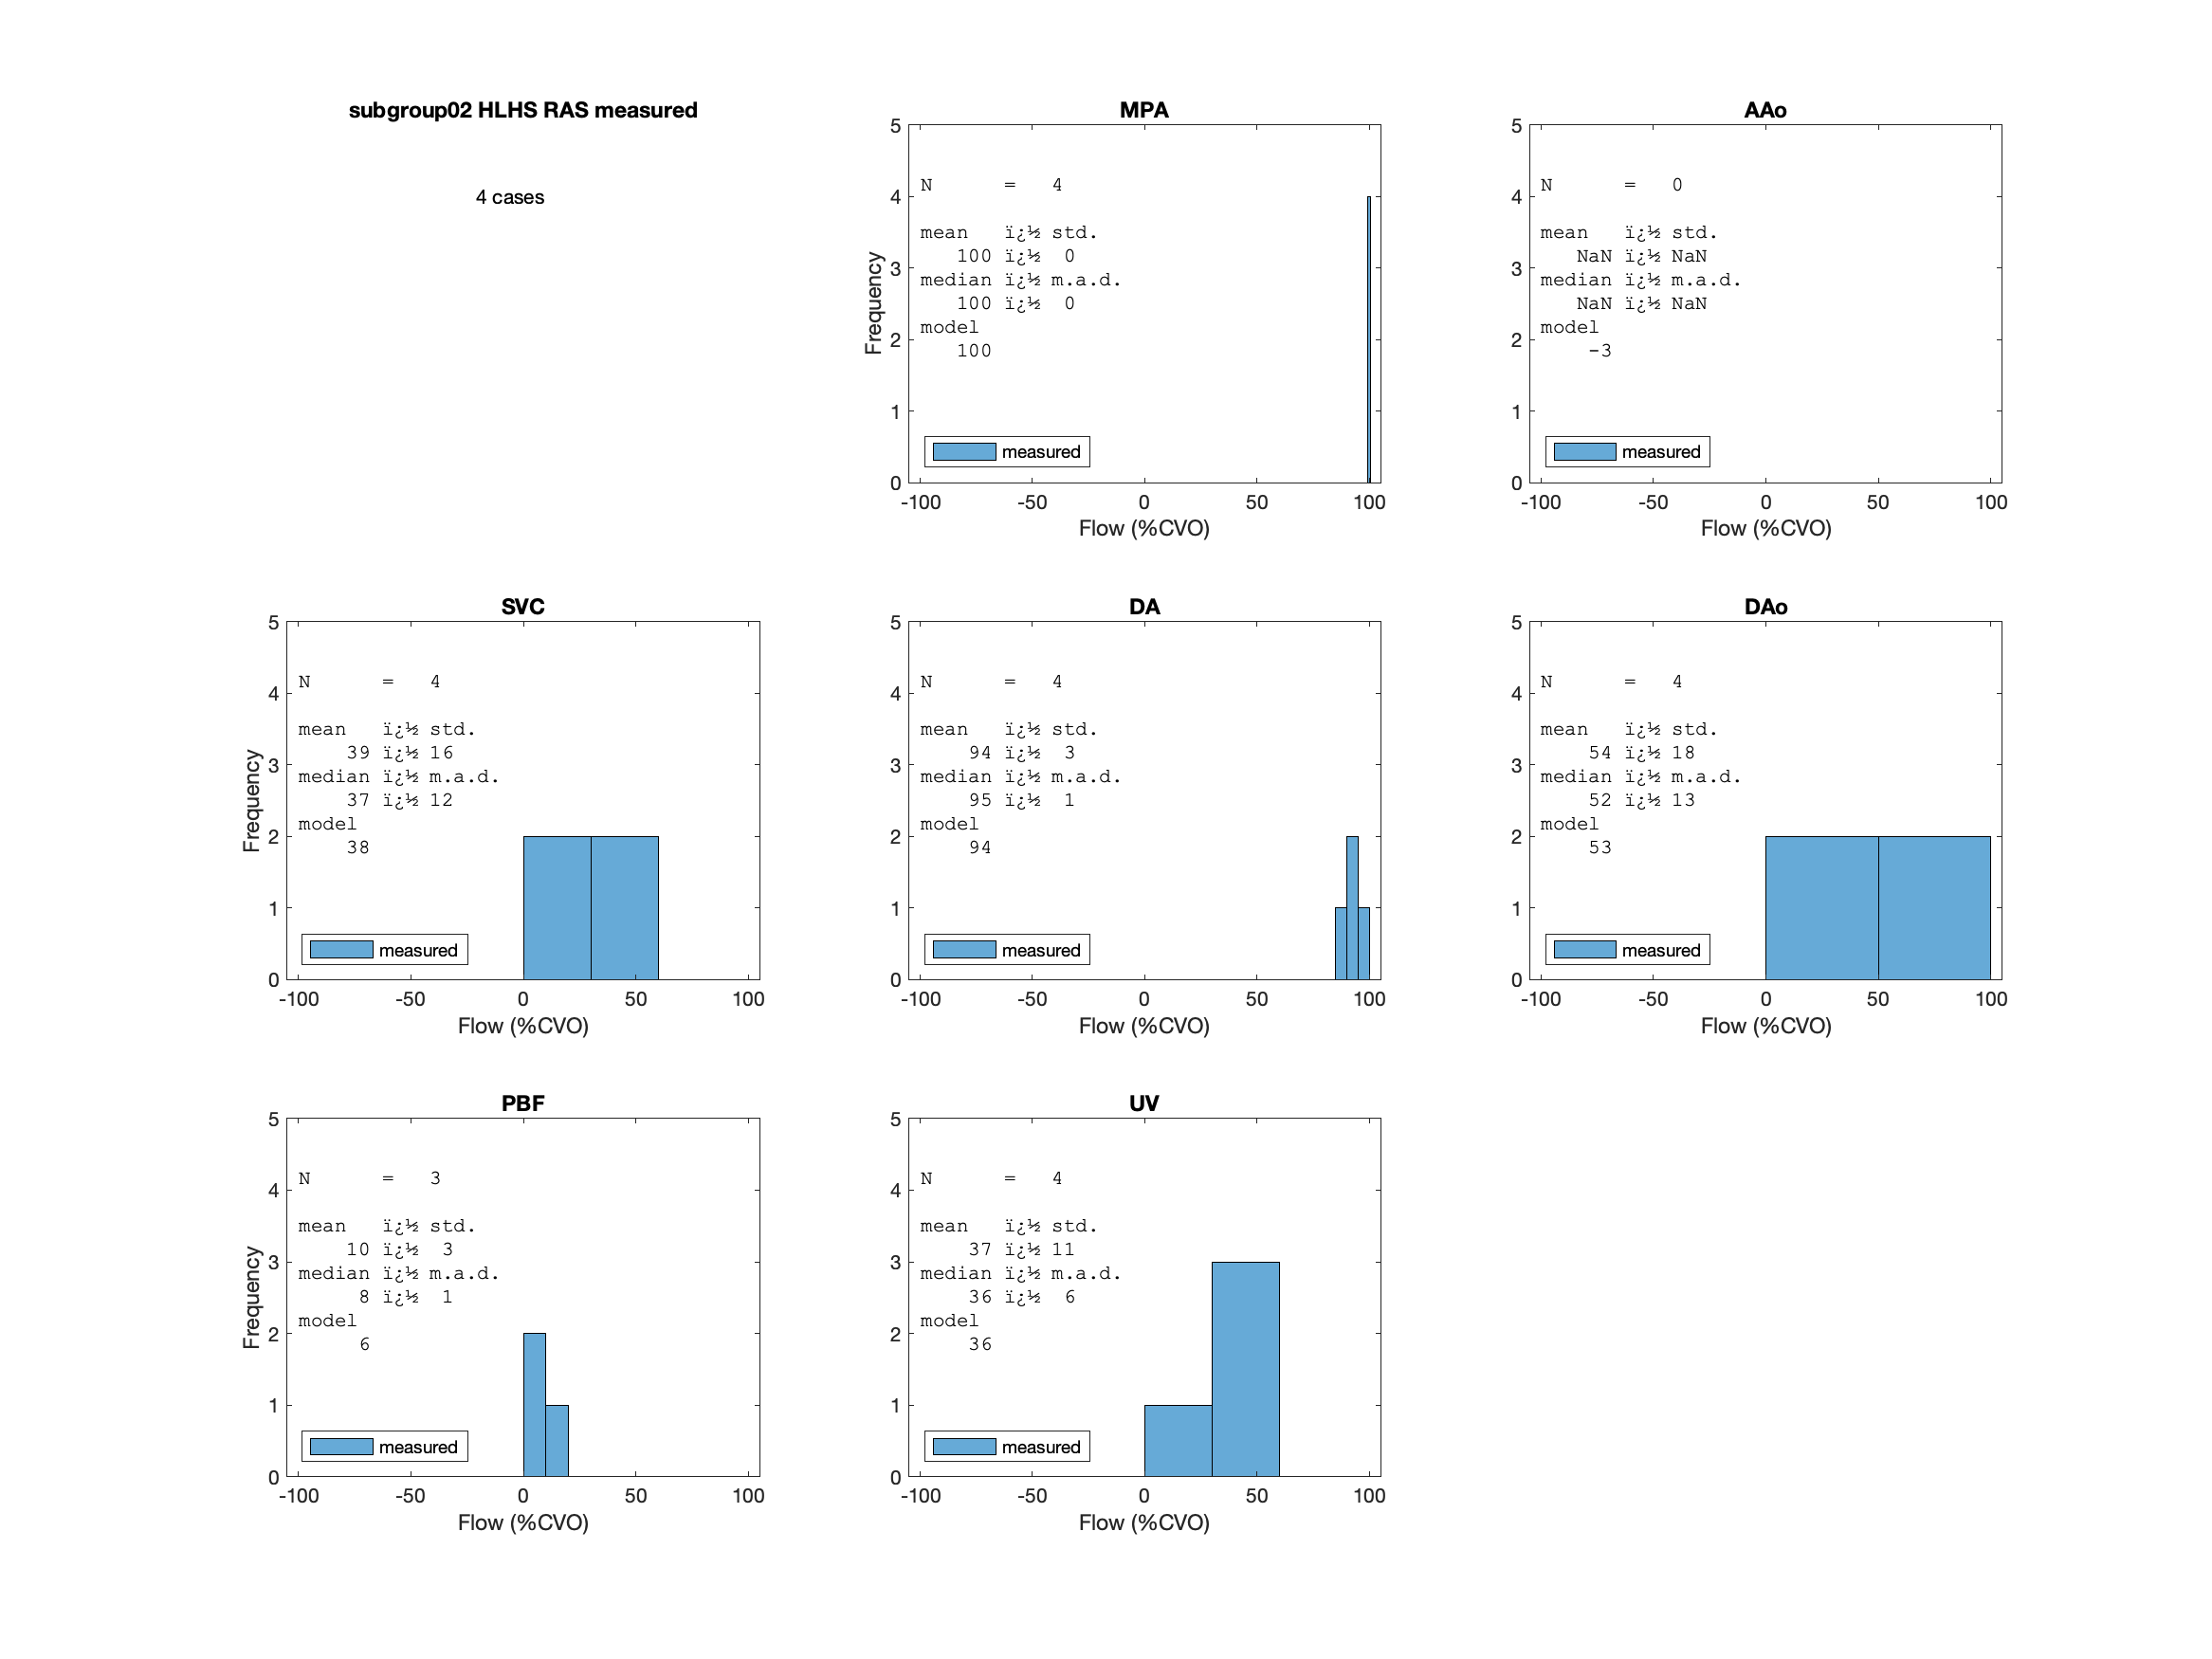 subgroup02 HLHS RAS measured
4 cases
MPA
5
4
3
2
1
0
Frequency
N = 4
mean ï¿½ std.
100 ï¿½ 0
median ï¿½ m.a.d.
100 ï¿½ 0
model
100
measured
-100 -50 0 50 100
Flow (%CVO)
AAo
5
4
3
2
1
0
N = 0
mean ï¿½ std.
NaN ï¿½ NaN
median ï¿½ m.a.d.
NaN ï¿½ NaN
model
-3
measured
-100 -50 0 50 100
Flow (%CVO)
SVC
5
4
3
2
1
0
Frequency
N = 4
mean ï¿½ std.
39 ï¿½ 16
median ï¿½ m.a.d.
37 ï¿½ 12
model
38
measured
-100 -50 0 50 100
Flow (%CVO)
DA
5
4
3
2
1
0
N = 4
mean ï¿½ std.
94 ï¿½ 3
median ï¿½ m.a.d.
95 ï¿½ 1
model
94
measured
-100 -50 0 50 100
Flow (%CVO)
DAo
5
4
3
2
1
0
N = 4
mean ï¿½ std.
54 ï¿½ 18
median ï¿½ m.a.d.
52 ï¿½ 13
model
53
measured
-100 -50 0 50 100
Flow (%CVO)
PBF
5
4
3
2
1
0
Frequency
N = 3
mean ï¿½ std.
10 ï¿½ 3
median ï¿½ m.a.d.
8 ï¿½ 1
model
6
measured
-100 -50 0 50 100
Flow (%CVO)
UV
5
4
3
2
1
0
N = 4
mean ï¿½ std.
37 ï¿½ 11
median ï¿½ m.a.d.
36 ï¿½ 6
model
36
measured
-100 -50 0 50 100
Flow (%CVO)